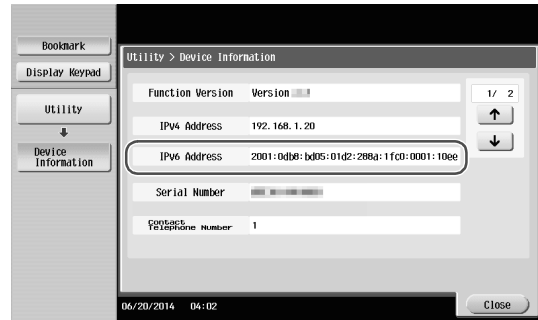 Bookmark
Display Keypad
Utility
Device
Information
Utility > Device Information
Function Version Version
IPv4 Address 192.168.1.20
IPv6 Address 2001:0db8:bd05:01d2:288a:1fc0:0001:10ee
Serial Number
Contact
Telephone Number 1
1/ 2
06/20/2014 04:02
Close